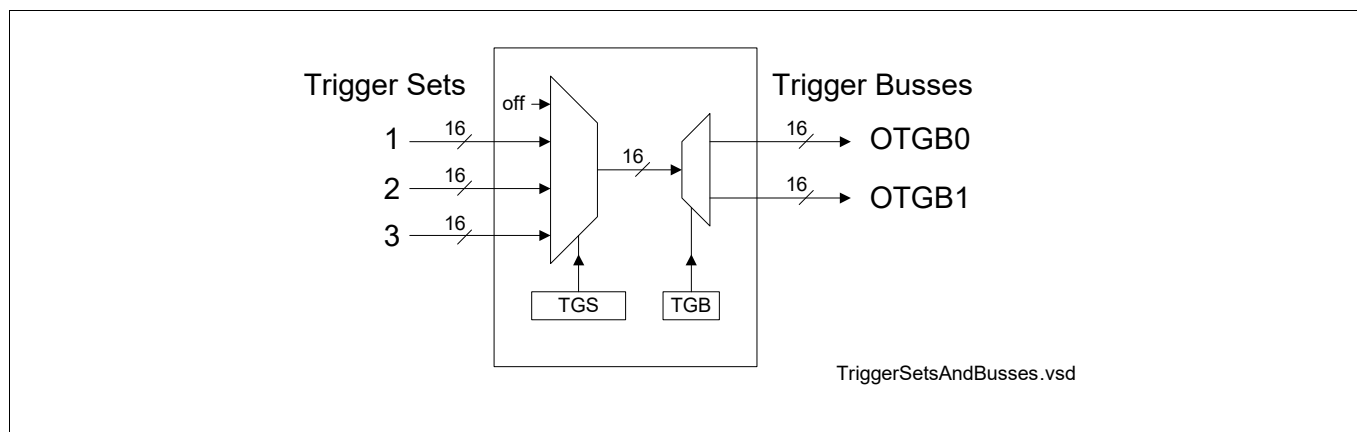 Trigger Sets
Trigger Busses
off
1
16
16
OTGB0
16
2
16
16
OTGB1
3
16
TGS
TGB
TriggerSetsAndBusses.vsd